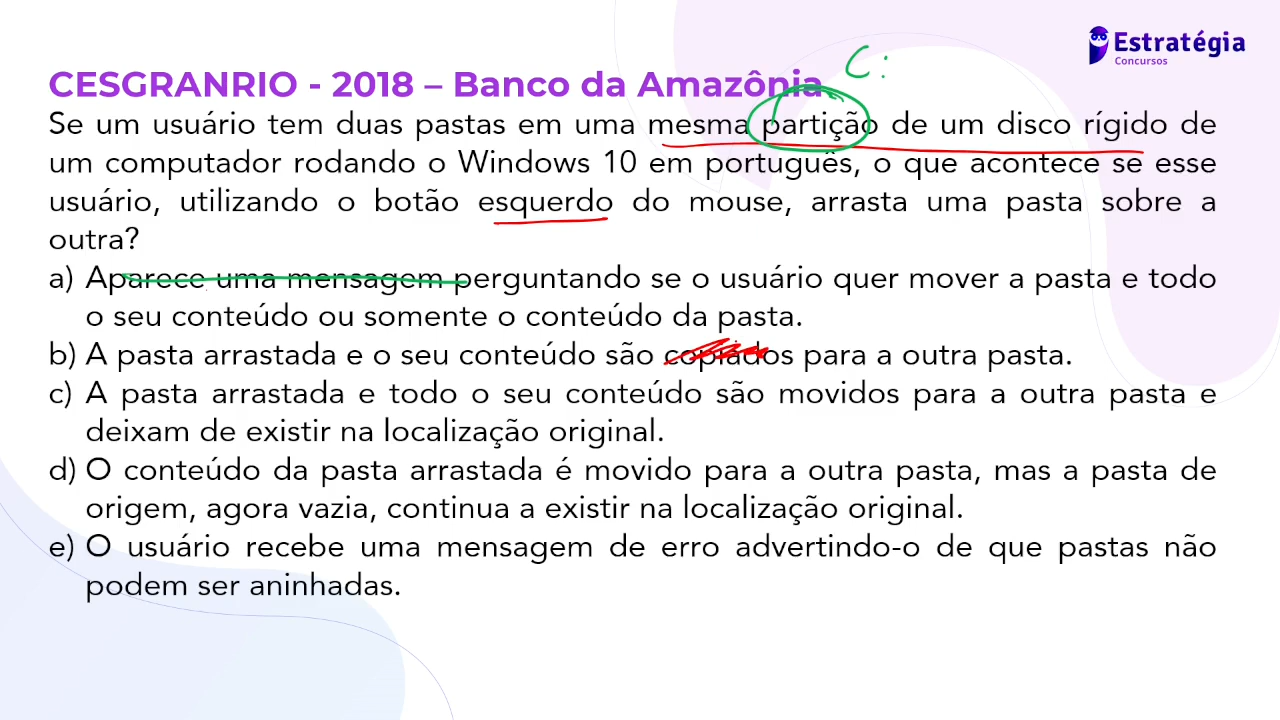 Estratégia
Concursos
C:
CESGRANRIO - 2018 – Banco da Amazônia
Se um usuário tem duas pastas em uma mesma partição de um disco rígido de
um computador rodando o Windows 10 em português, o que acontece se esse
usuário, utilizando o botão esquerdo do mouse, arrasta uma pasta sobre a
outra?
a) Aparece uma mensagem perguntando se o usuário quer mover a pasta e todo
o seu conteúdo ou somente o conteúdo da pasta.
b) A pasta arrastada e o seu conteúdo são copiados para a outra pasta.
c) A pasta arrastada e todo o seu conteúdo são movidos para a outra pasta e
deixam de existir na localização original.
d) O conteúdo da pasta arrastada é movido para a outra pasta, mas a pasta de
origem, agora vazia, continua a existir na localização original.
e) O usuário recebe uma mensagem de erro advertindo-o de que pastas não
podem ser aninhadas.